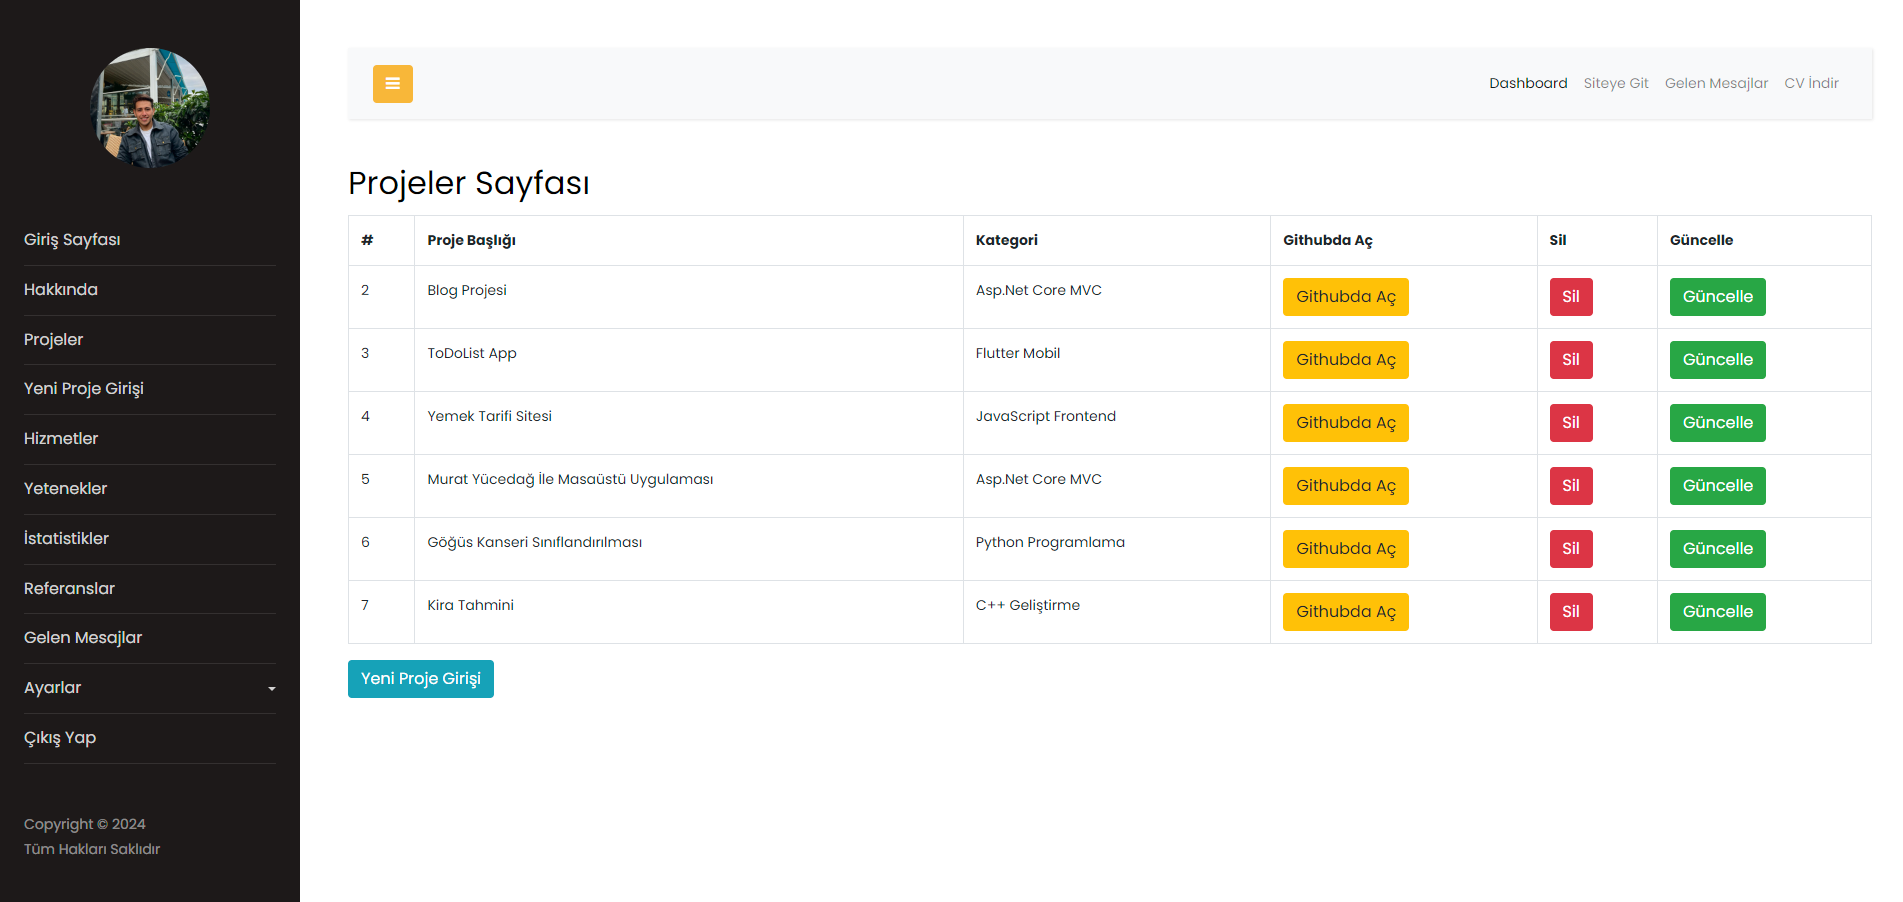 Giriş Sayfası
Hakkında
Projeler
Yeni Proje Girişi
Hizmetler
Yetenekler
İstatistikler
Referanslar
Gelen Mesajlar
Ayarlar
Çıkış Yap
Copyright © 2024
Tüm Hakları Saklıdır
Dashboard Siteye Git Gelen Mesajlar CV İndir
Projeler Sayfası
# Proje Başlığı Kategori Githubda Aç Sil Güncelle
2 Blog Projesi Asp.Net Core MVC Githubda Aç Sil Güncelle
3 ToDoList App Flutter Mobil Githubda Aç Sil Güncelle
4 Yemek Tarifi Sitesi JavaScript Frontend Githubda Aç Sil Güncelle
5 Murat Yücedağ İle Masaüstü Uygulaması Asp.Net Core MVC Githubda Aç Sil Güncelle
6 Göğüs Kanseri Sınıflandırılması Python Programlama Githubda Aç Sil Güncelle
7 Kira Tahmini C++ Geliştirme Githubda Aç Sil Güncelle
Yeni Proje Girişi